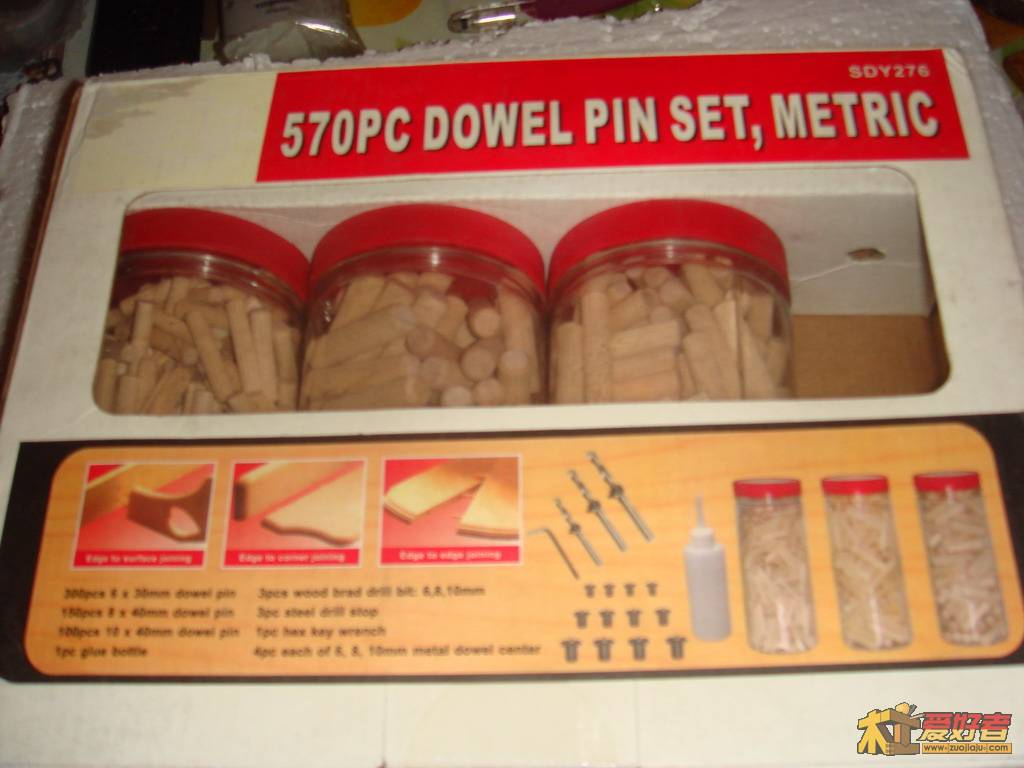 SDY276
570PC DOWEL PIN SET, METRIC
Edge to surface joining
Edge to corner joining
Edge to edge joining
300pcs 6 x 30mm dowel pin
150pcs 8 x 40mm dowel pin
100pcs 10 x 40mm dowel pin
1pc glue bottle
3pcs wood brad drill bit: 6,8,10mm
3pc steel drill stop
1pc hex key wrench
4pc each of 6, 8, 10mm metal dowel center
木工爱好者
www.izuojiaju.com